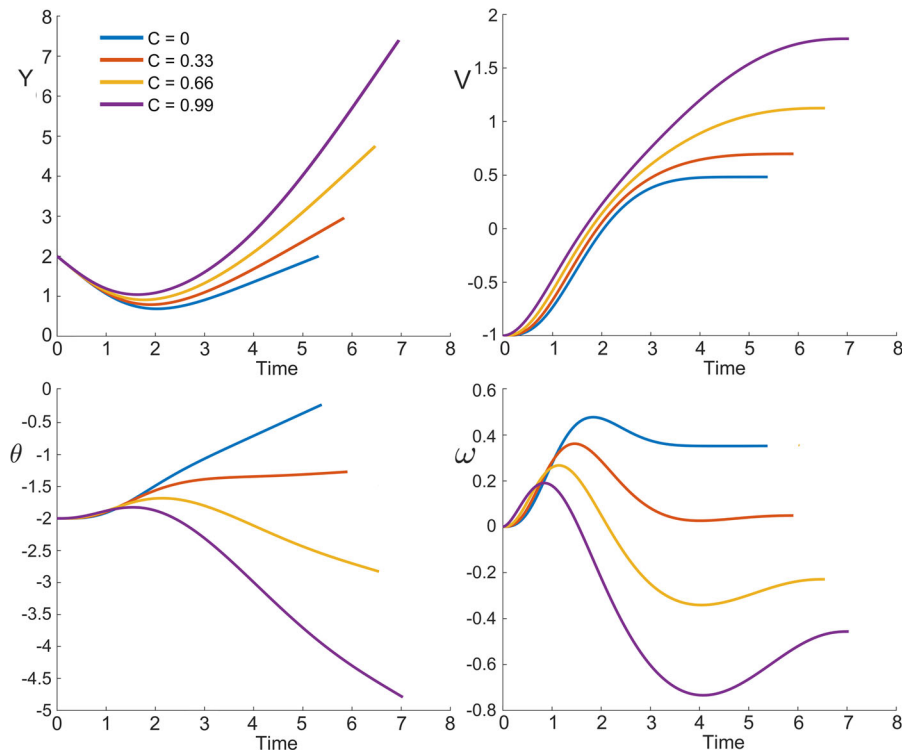 8
7
6
5
4
3
2
1
0
Y
C = 0
C = 0.33
C = 0.66
C = 0.99
0 1 2 3 4 5 6 7 8
Time
2
1.5
1
0.5
0
-0.5
-1
V
0 1 2 3 4 5 6 7 8
Time
0
-0.5
-1
-1.5
-2
-2.5
-3
-3.5
-4
-4.5
-5
θ
0 1 2 3 4 5 6 7 8
Time
0.6
0.4
0.2
0
-0.2
-0.4
-0.6
-0.8
ω
0 1 2 3 4 5 6 7 8
Time